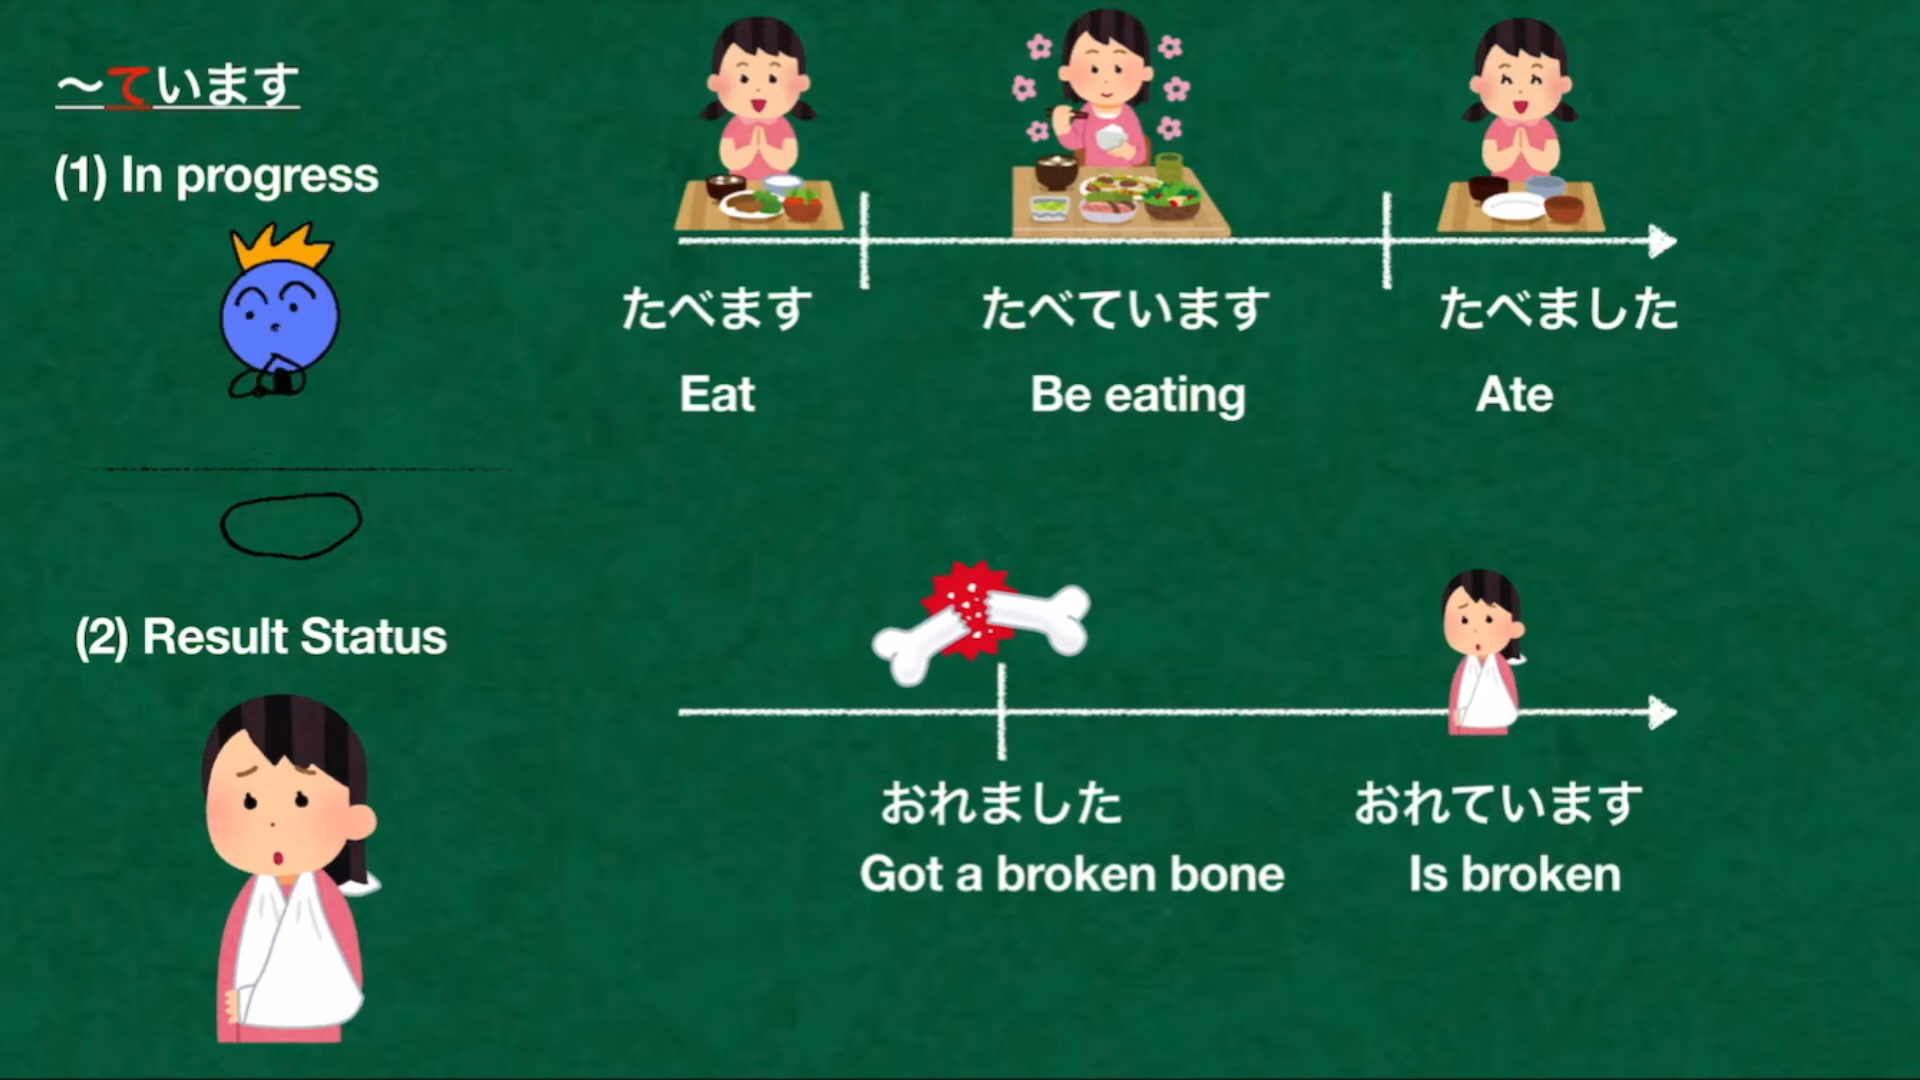 ～ています
(1) In progress
たべます
たべています
たべました
Eat
Be eating
Ate
(2) Result Status
おれました
おれています
Got a broken bone
Is broken